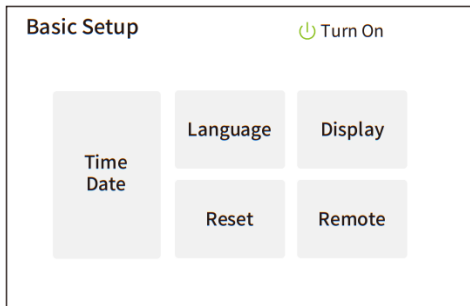 Basic Setup
Turn On
Time
Date
Language
Display
Reset
Remote